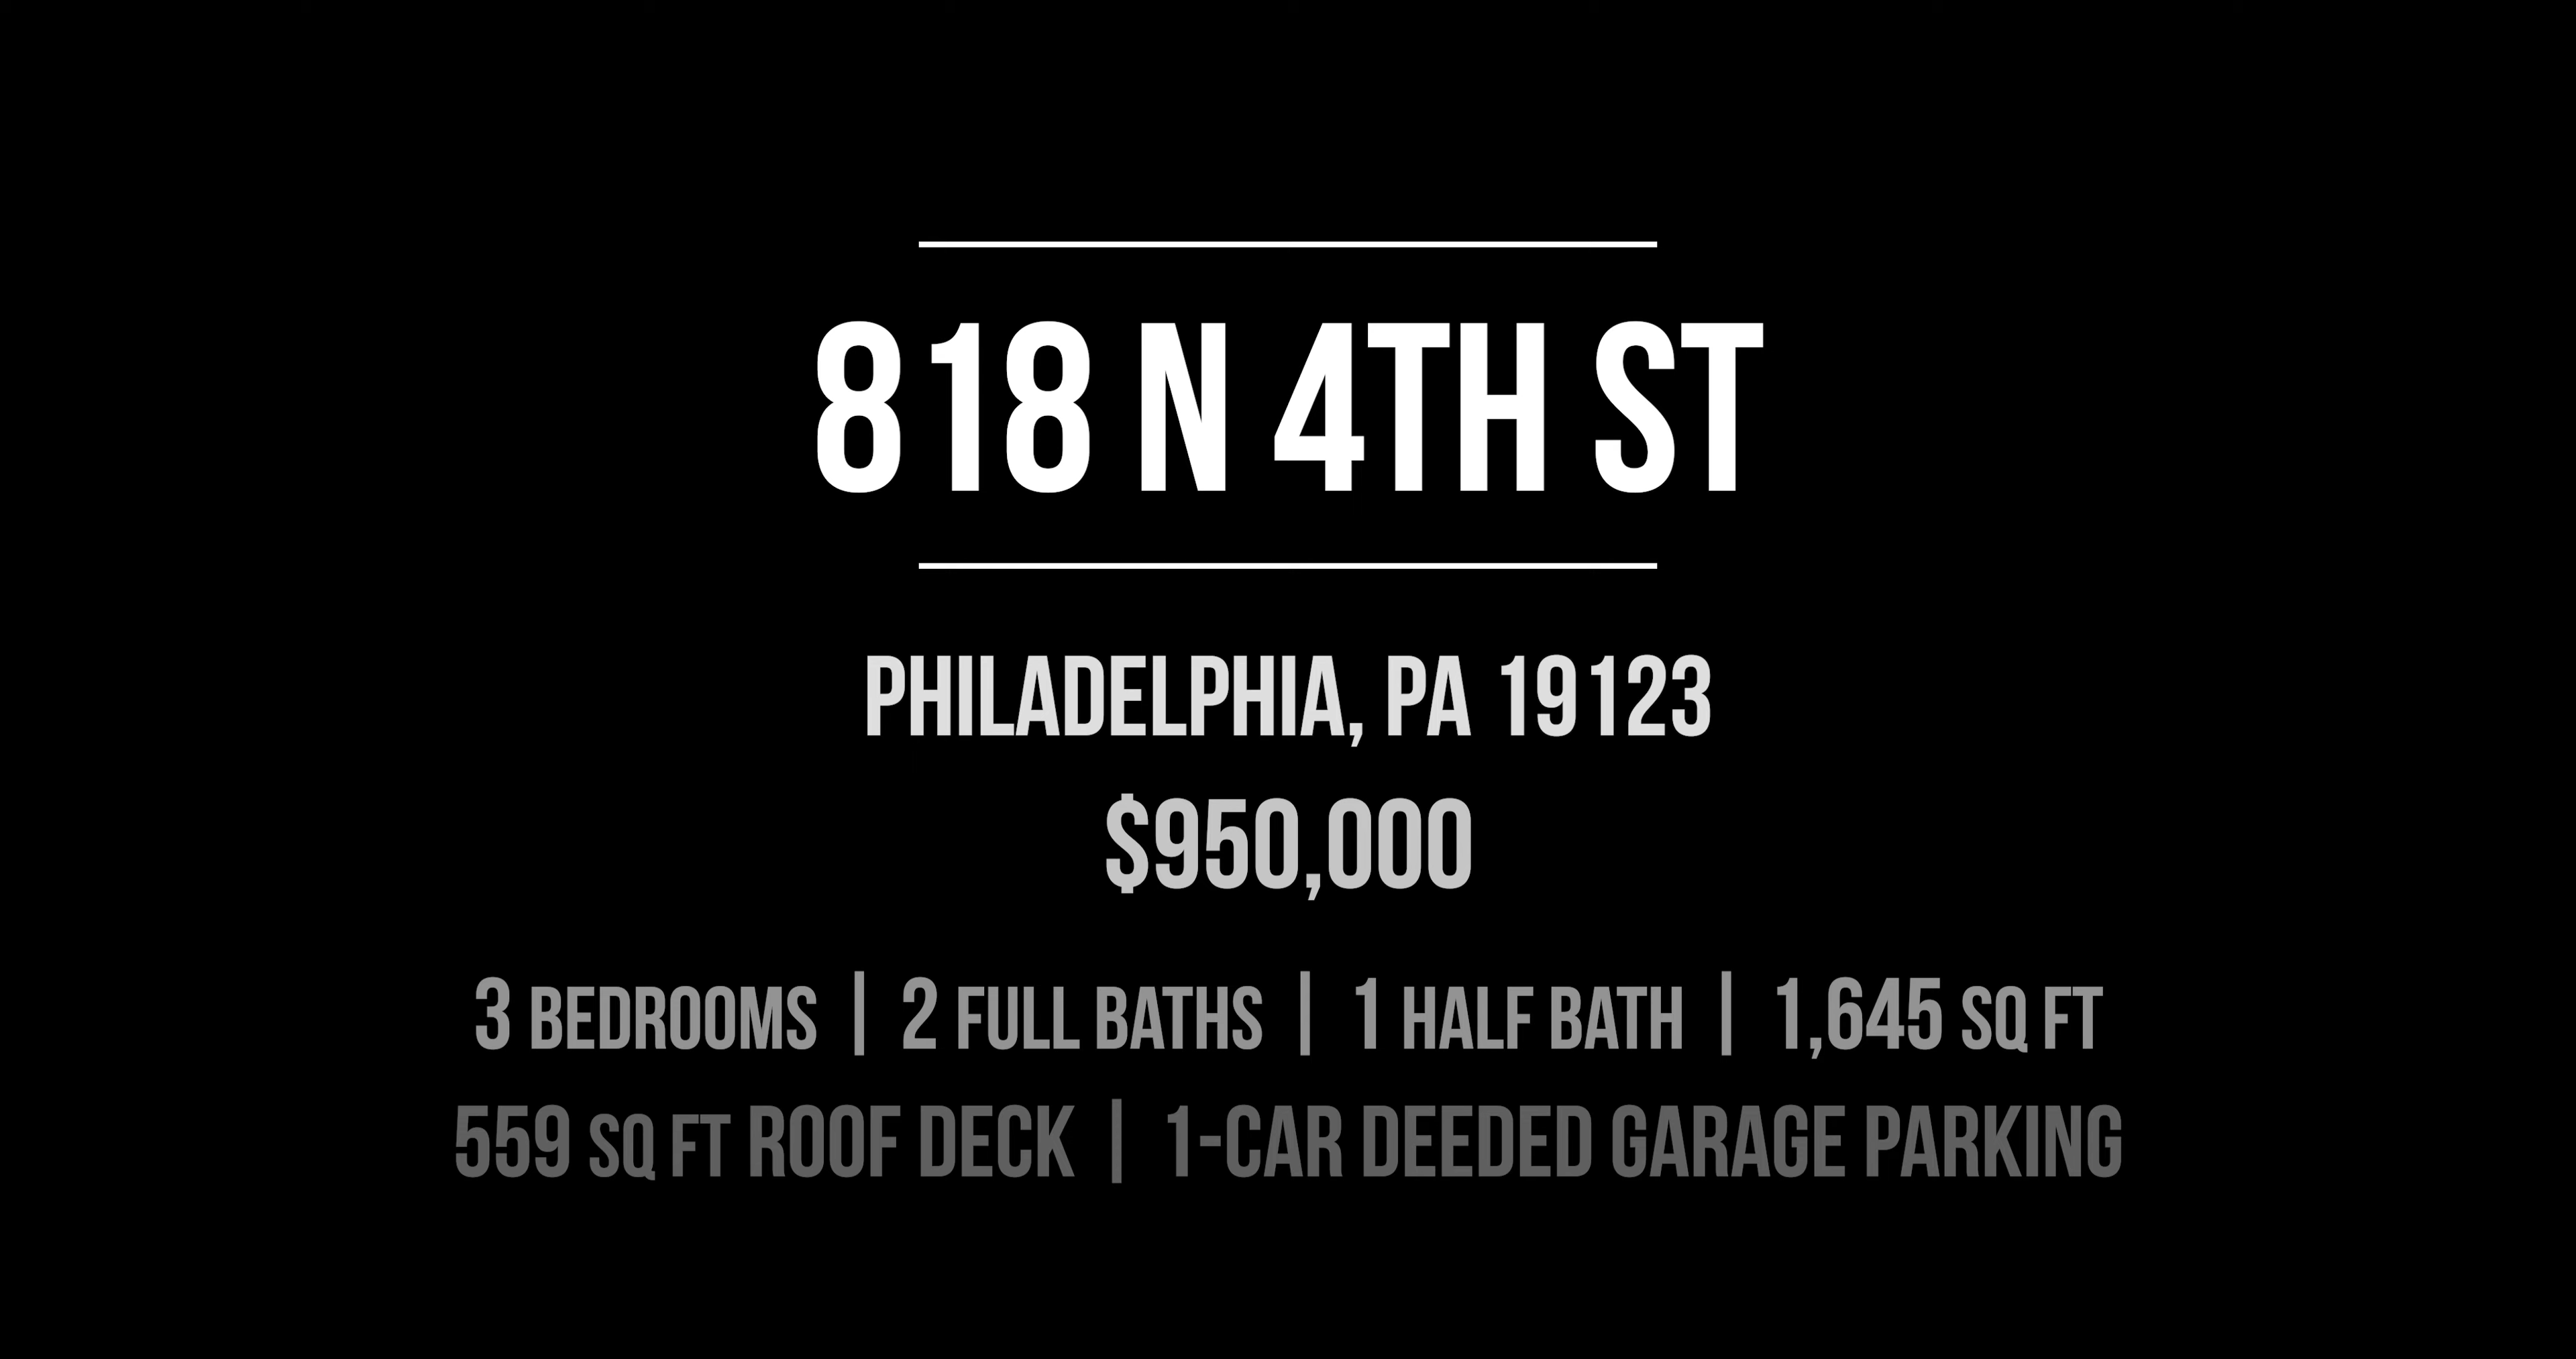 818 N 4TH ST
PHILADELPHIA, PA 19123
$950,000
3 BEDROOMS | 2 FULL BATHS | 1 HALF BATH | 1,645 SQ FT
559 SQ FT ROOF DECK | 1-CAR DEEDED GARAGE PARKING